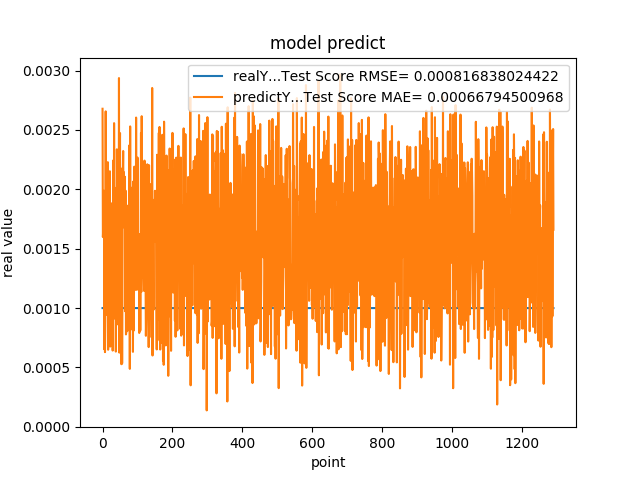 model predict
realY...Test Score RMSE= 0.000816838024422
predictY...Test Score MAE= 0.00066794500968
0.0030
0.0025
0.0020
0.0015
0.0010
0.0005
0.0000
real value
0 200 400 600 800 1000 1200
point